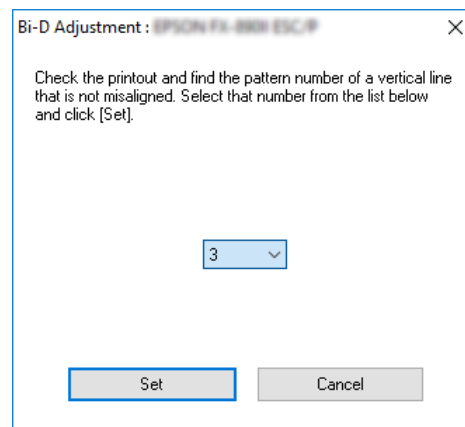 Bi-D Adjustment :
Check the printout and find the pattern number of a vertical line
that is not misaligned. Select that number from the list below
and click [Set].
3
Set
Cancel